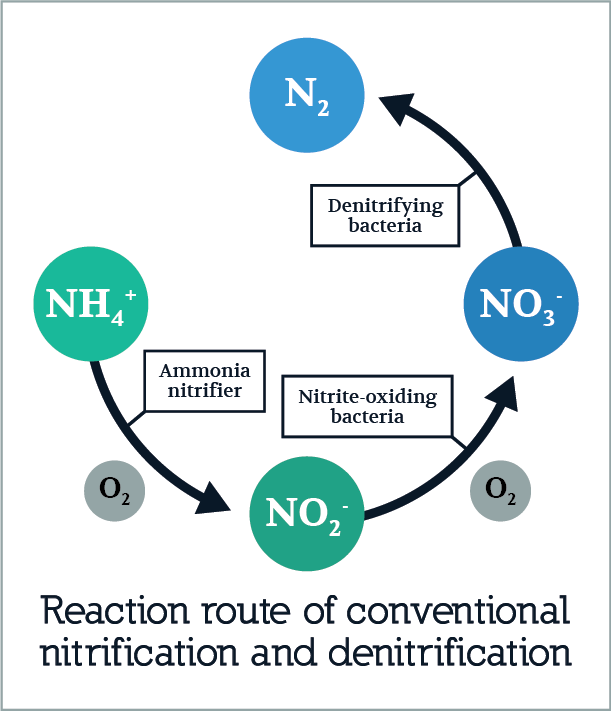 N₂
Denitrifying
bacteria
NH₄⁺
NO₃⁻
Ammonia
nitrifier
Nitrite-oxiding
bacteria
O₂
NO₂⁻
O₂
Reaction route of conventional
nitrification and denitrification